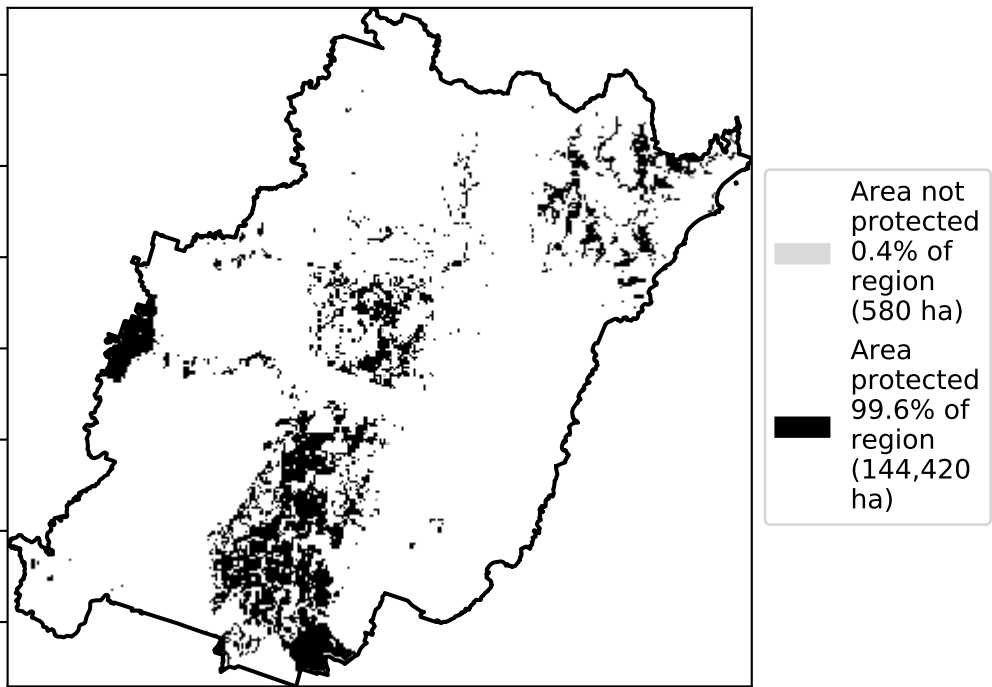 Area not
protected
0.4% of
region
(580 ha)
Area
protected
99.6% of
region
(144,420
ha)